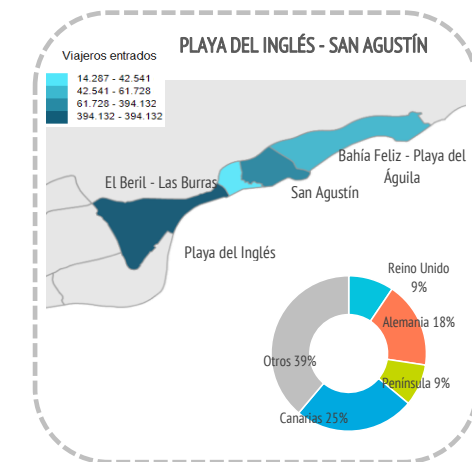 PLAYA DEL INGLÉS - SAN AGUSTÍN
Viajeros entrados
14.287 - 42.541
42.541 - 61.728
61.728 - 394.132
394.132 - 394.132
Bahía Feliz - Playa del
Águila
El Beril - Las Burras
San Agustín
Playa del Inglés
Reino Unido
9%
Alemania 18%
Otros 39%
Península 9%
Canarias 25%